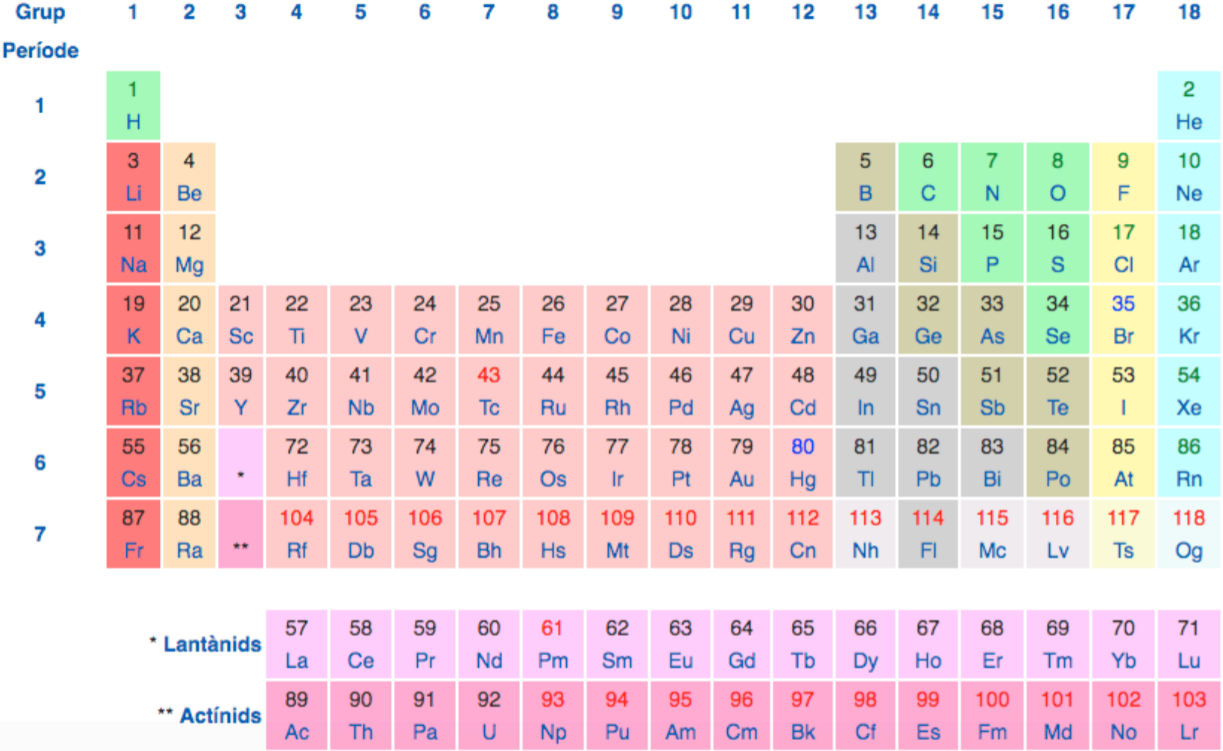 Grup 1 2 3 4 5 6 7 8 9 10 11 12 13 14 15 16 17 18
Període
1 2
1
H He
3 4 5 6 7 8 9 10
2
Li Be B C N O F Ne
11 12 13 14 15 16 17 18
3
Na Mg Al Si P S Cl Ar
19 20 21 22 23 24 25 26 27 28 29 30 31 32 33 34 35 36
4
K Ca Sc Ti V Cr Mn Fe Co Ni Cu Zn Ga Ge As Se Br Kr
37 38 39 40 41 42 43 44 45 46 47 48 49 50 51 52 53 54
5
Rb Sr Y Zr Nb Mo Tc Ru Rh Pd Ag Cd In Sn Sb Te I Xe
55 56 72 73 74 75 76 77 78 79 80 81 82 83 84 85 86
6
Cs Ba * Hf Ta W Re Os Ir Pt Au Hg Tl Pb Bi Po At Rn
87 88 104 105 106 107 108 109 110 111 112 113 114 115 116 117 118
7
Fr Ra ** Rf Db Sg Bh Hs Mt Ds Rg Cn Nh Fl Mc Lv Ts Og
57 58 59 60 61 62 63 64 65 66 67 68 69 70 71
* Lantànids
La Ce Pr Nd Pm Sm Eu Gd Tb Dy Ho Er Tm Yb Lu
89 90 91 92 93 94 95 96 97 98 99 100 101 102 103
** Actínids
Ac Th Pa U Np Pu Am Cm Bk Cf Es Fm Md No Lr